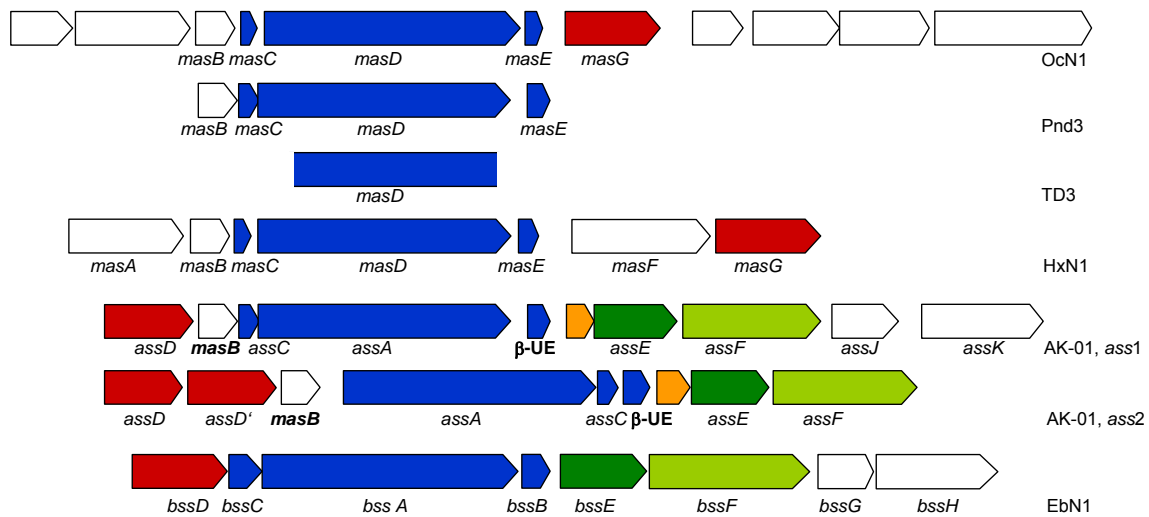 masB masC masD masE masG OcN1
masB masC masD masE Pnd3
masD TD3
masA masB masC masD masE masF masG HxN1
assD masB assC assA β-UE assE assF assJ assK AK-01, ass1
assD assD‘ masB assA assC β-UE assE assF AK-01, ass2
bssD bssC bss A bssB bssE bssF bssG bssH EbN1